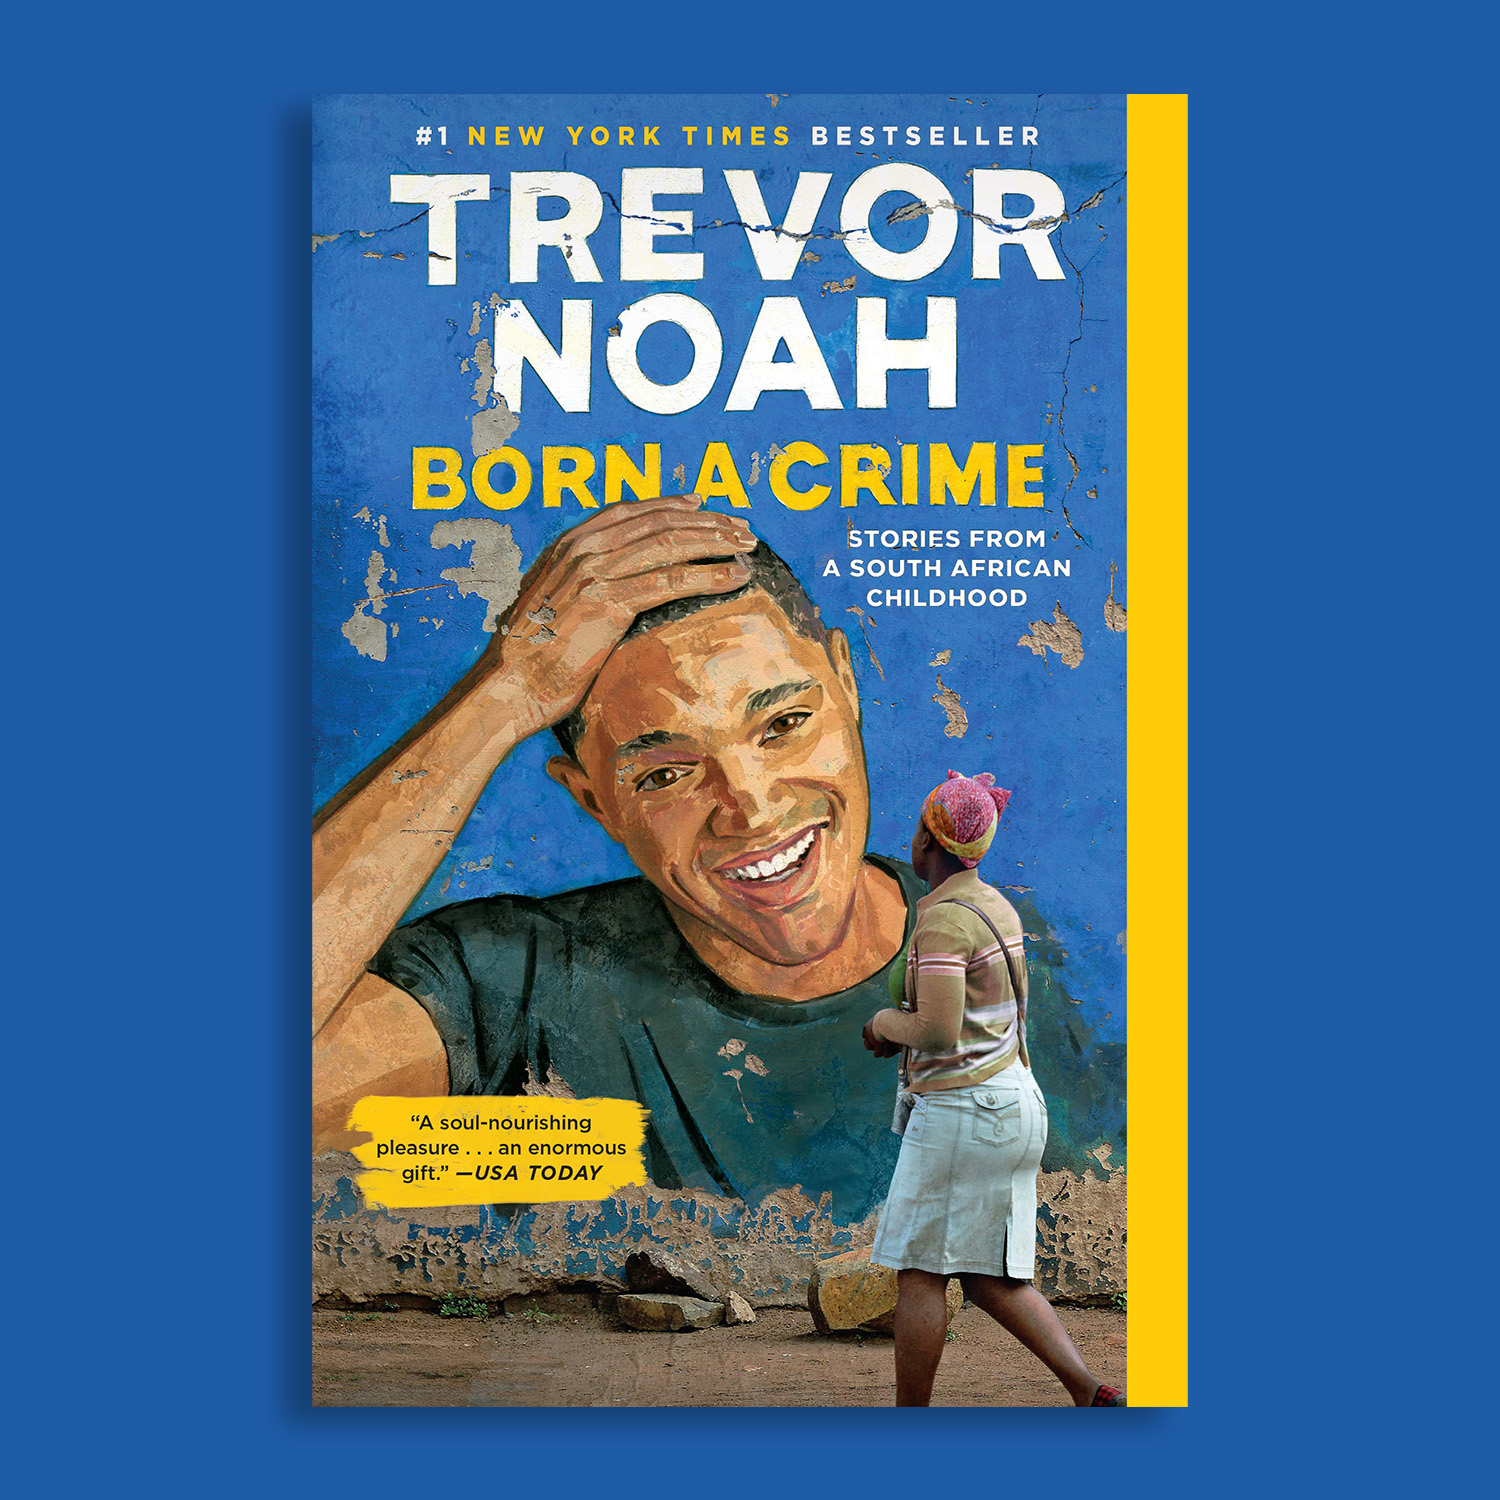 #1 NEW YORK TIMES BESTSELLER
TREVOR
NOAH
BORN A CRIME
STORIES FROM
A SOUTH AFRICAN
CHILDHOOD
“A soul-nourishing
pleasure . . . an enormous
gift.” —USA TODAY